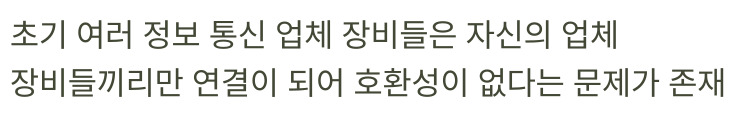 초기 여러 정보 통신 업체 장비들은 자신의 업체
장비들끼리만 연결이 되어 호환성이 없다는 문제가 존재